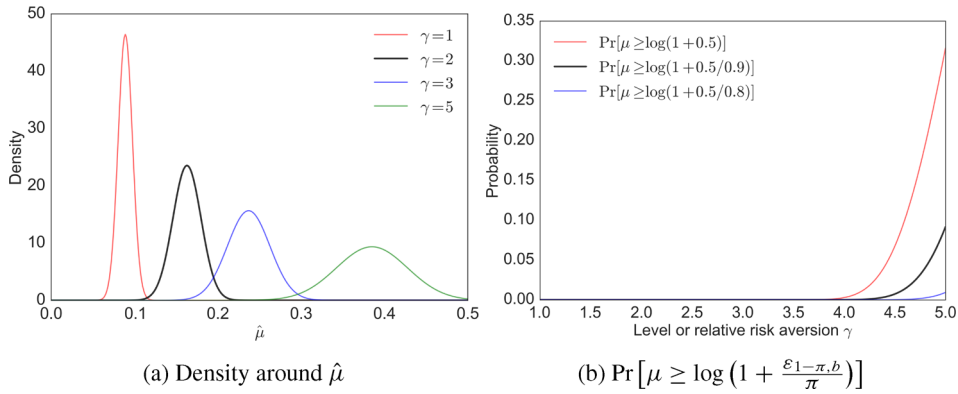 50
40
30
20
10
0
Density
0.0 0.1 0.2 0.3 0.4 0.5
μ̂
γ=1
γ=2
γ=3
γ=5
(a) Density around μ̂
0.35
0.30
0.25
0.20
0.15
0.10
0.05
0.00
Probability
1.0 1.5 2.0 2.5 3.0 3.5 4.0 4.5 5.0
Level or relative risk aversion γ
Pr[μ≥log(1+0.5)]
Pr[μ≥log(1+0.5/0.9)]
Pr[μ≥log(1+0.5/0.8)]
(b) Pr[μ ≥ log(1 + ε_{1−π,b}/π)]